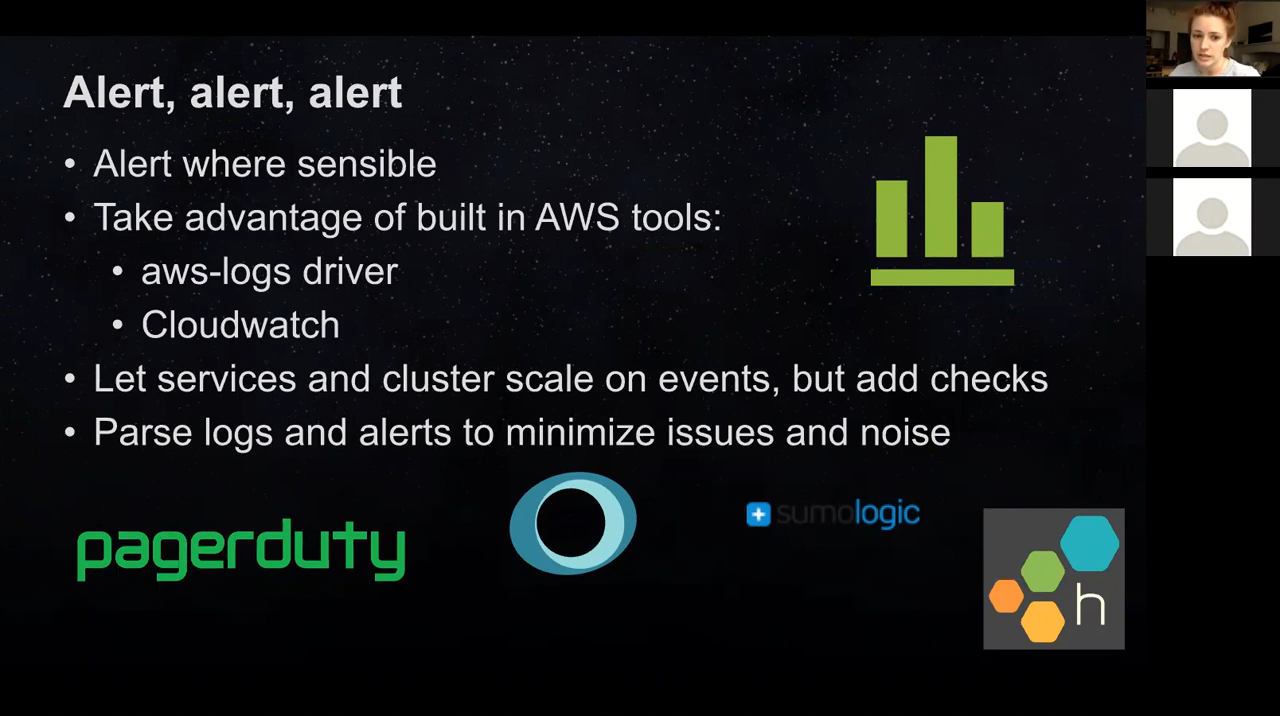 Alert, alert, alert
• Alert where sensible
• Take advantage of built in AWS tools:
• aws-logs driver
• Cloudwatch
• Let services and cluster scale on events, but add checks
• Parse logs and alerts to minimize issues and noise
pagerduty
sumologic
h